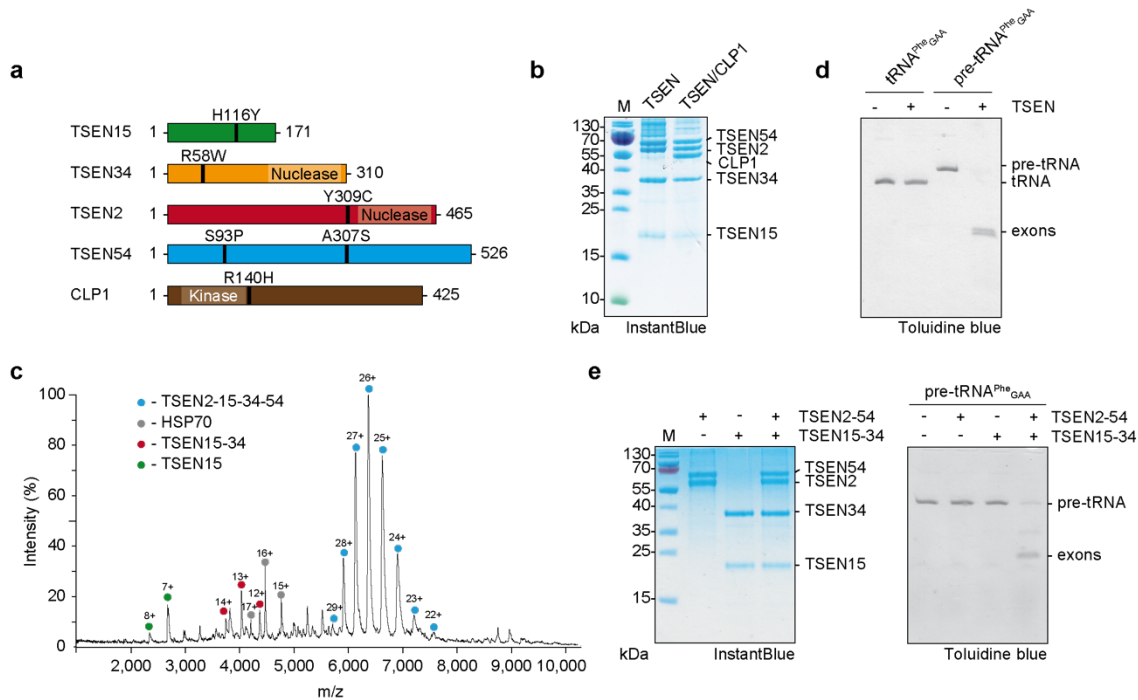 a
H116Y
TSEN15 1 171
R58W
TSEN34 1 Nuclease 310
Y309C
TSEN2 1 Nuclease 465
S93P A307S
TSEN54 1 526
R140H
CLP1 1 Kinase 425
b
M TSEN TSEN/CLP1
130
70
55
40
35
25
15
10
TSEN54
TSEN2
CLP1
TSEN34
TSEN15
kDa InstantBlue
d
tRNAPheGAA pre-tRNAPheGAA
- + - + TSEN
pre-tRNA
tRNA
exons
Toluidine blue
c
Intensity (%)
100
80
60
40
20
0
- TSEN2-15-34-54
- HSP70
- TSEN15-34
- TSEN15
8+ 7+ 14+ 13+ 17+ 12+ 16+ 15+ 29+ 28+ 27+ 26+ 25+ 24+ 23+ 22+
2,000 3,000 4,000 5,000 6,000 7,000 8,000 9,000 10,000
m/z
e
+ - + TSEN2-54
M - + + TSEN15-34
130
70
55
40
35
25
15
TSEN54
TSEN2
TSEN34
TSEN15
kDa InstantBlue
pre-tRNAPheGAA
- + - + TSEN2-54
- - + + TSEN15-34
pre-tRNA
exons
Toluidine blue